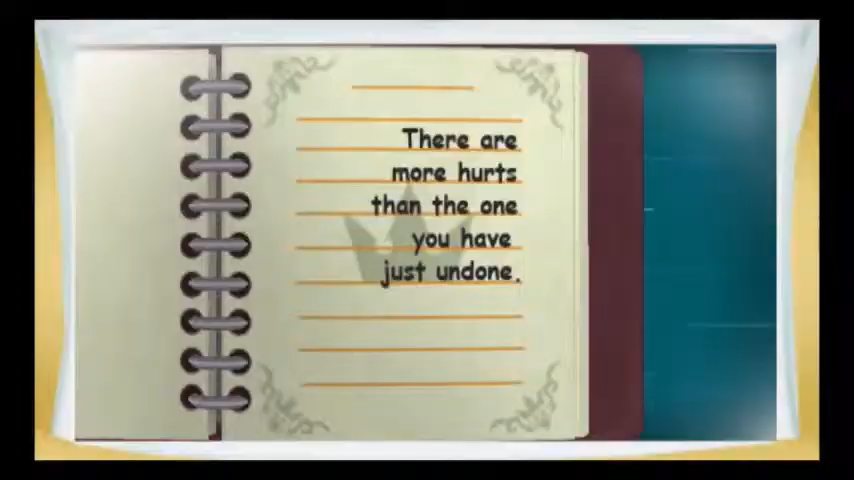 There are
more hurts
than the one
you have
just undone.